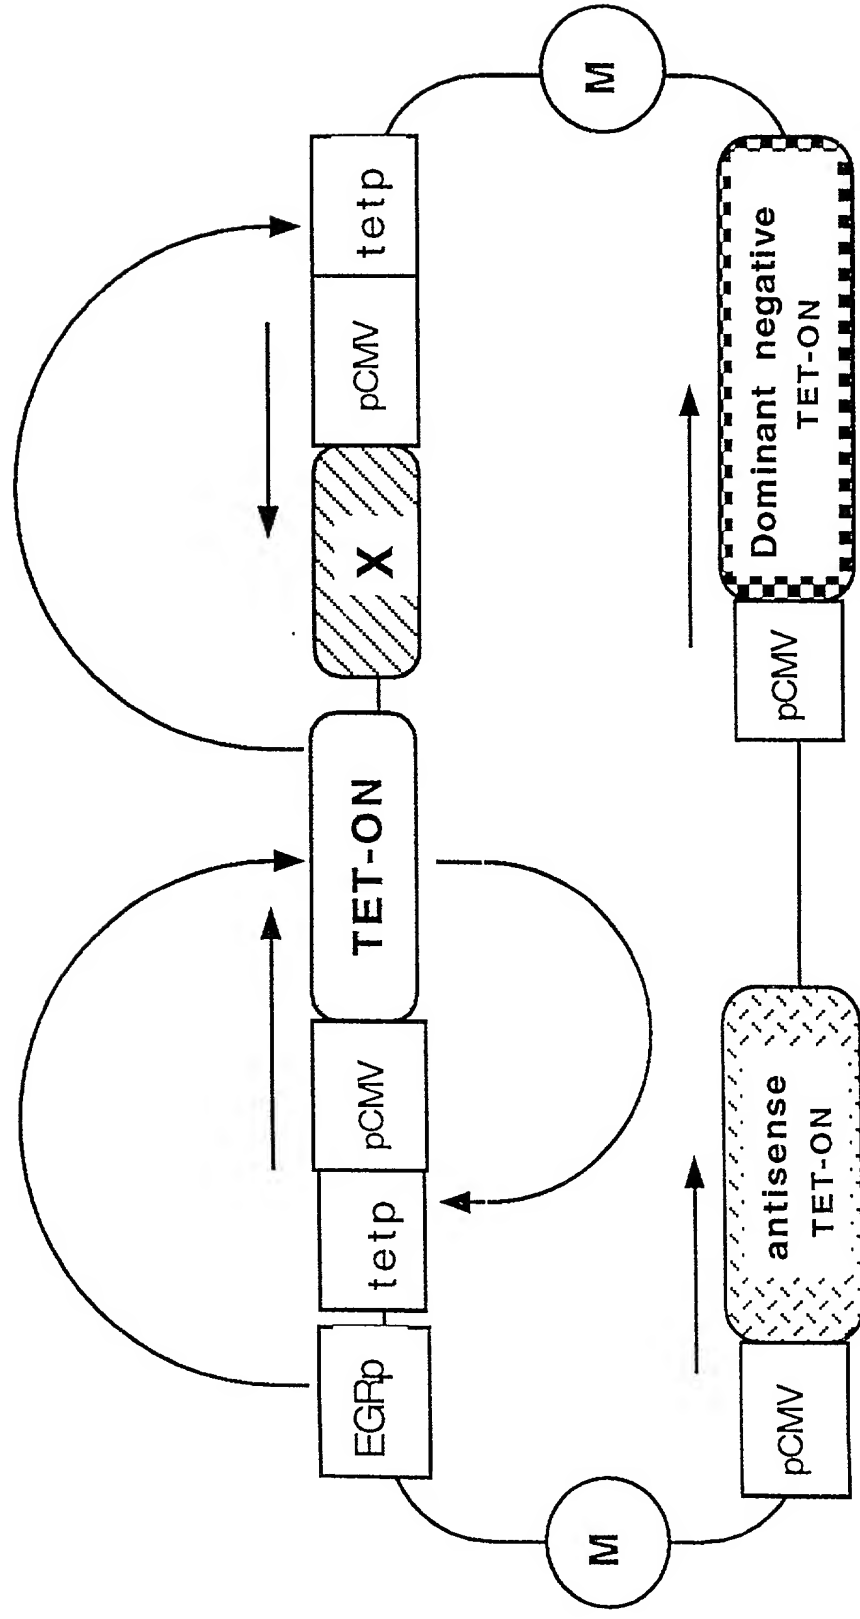 EGRp
tetp
pCMV
TET-ON
X
pCMV
tetp
M
M
pCMV
antisense
TET-ON
pCMV
Dominant negative
TET-ON